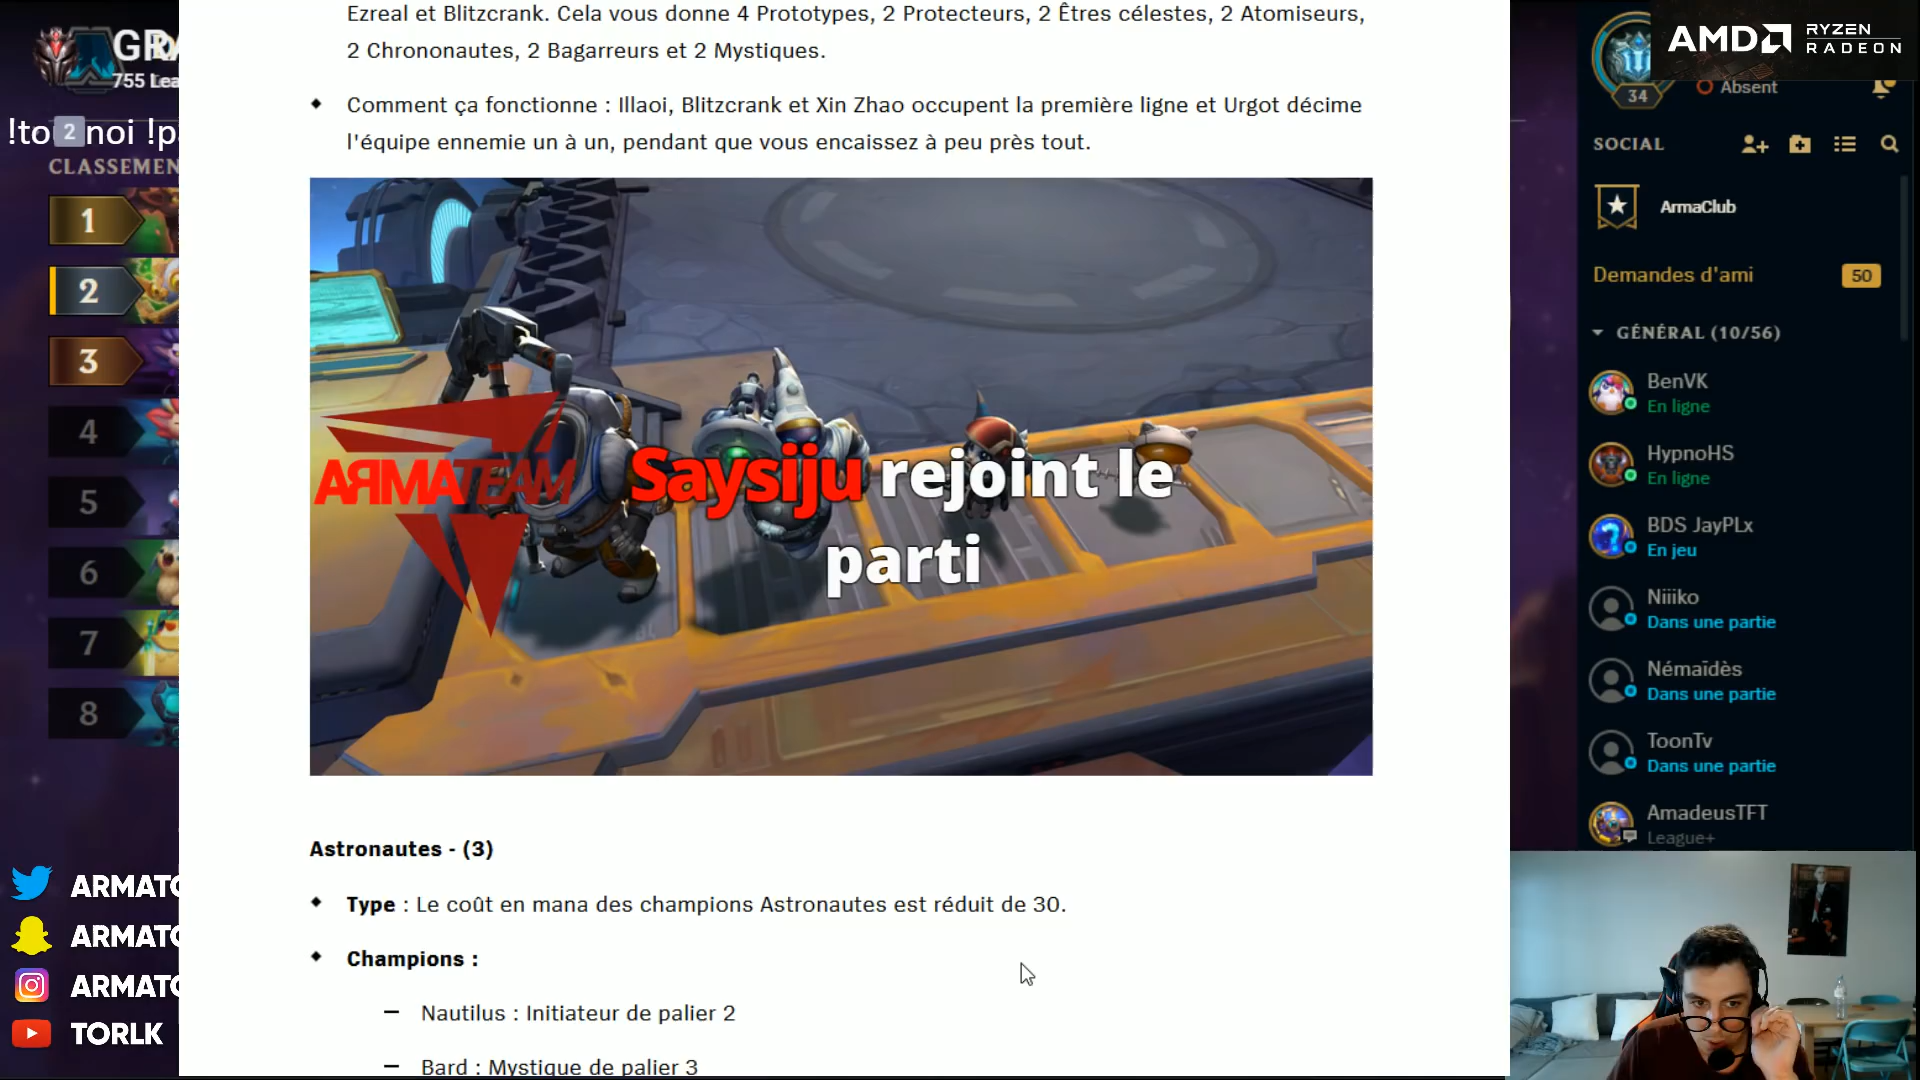 Ezreal et Blitzcrank. Cela vous donne 4 Prototypes, 2 Protecteurs, 2 Êtres célestes, 2 Atomiseurs,
2 Chrononautes, 2 Bagarreurs et 2 Mystiques.
Comment ça fonctionne : Illaoi, Blitzcrank et Xin Zhao occupent la première ligne et Urgot décime
l'équipe ennemie un à un, pendant que vous encaissez à peu près tout.
ARMATEAM
Saysiju rejoint le
parti
Astronautes - (3)
Type : Le coût en mana des champions Astronautes est réduit de 30.
Champions :
Nautilus : Initiateur de palier 2
Bard : Mystique de palier 3
755 Lea
!to 2 noi !p
CLASSEMEN
1
2
3
4
5
6
7
8
ARMATO
ARMATO
ARMATO
TORLK
AMD RYZEN
RADEON
34
Absent
SOCIAL
ArmaClub
Demandes d'ami 50
GÉNÉRAL (10/56)
BenVK
En ligne
HypnoHS
En ligne
BDS JayPLx
En jeu
Niiiko
Dans une partie
Némaïdès
Dans une partie
ToonTv
Dans une partie
AmadeusTFT
League+